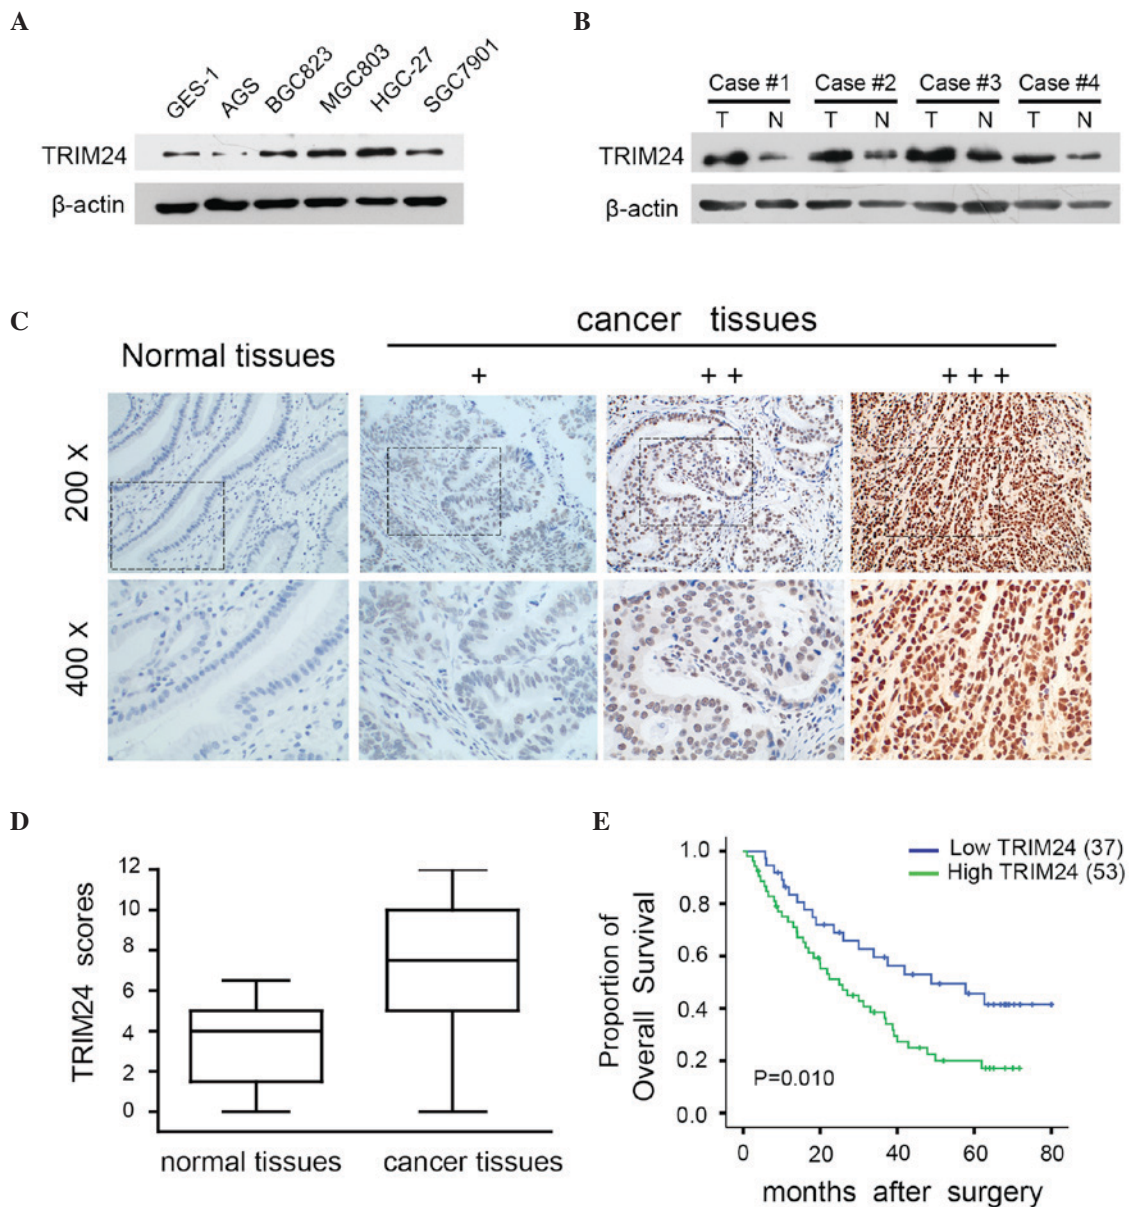 A
GES-1 AGS BGC823 MGC803 HGC-27 SGC7901
TRIM24
β-actin
B
Case #1 Case #2 Case #3 Case #4
T N T N T N T N
TRIM24
β-actin
C
cancer tissues
Normal tissues
+ + + + + +
200 X
400 X
D
TRIM24 scores
12
10
8
6
4
2
0
normal tissues cancer tissues
E
Proportion of
Overall Survival
1.0
0.8
0.6
0.4
0.2
0.0
Low TRIM24 (37)
High TRIM24 (53)
P=0.010
0 20 40 60 80
months after surgery